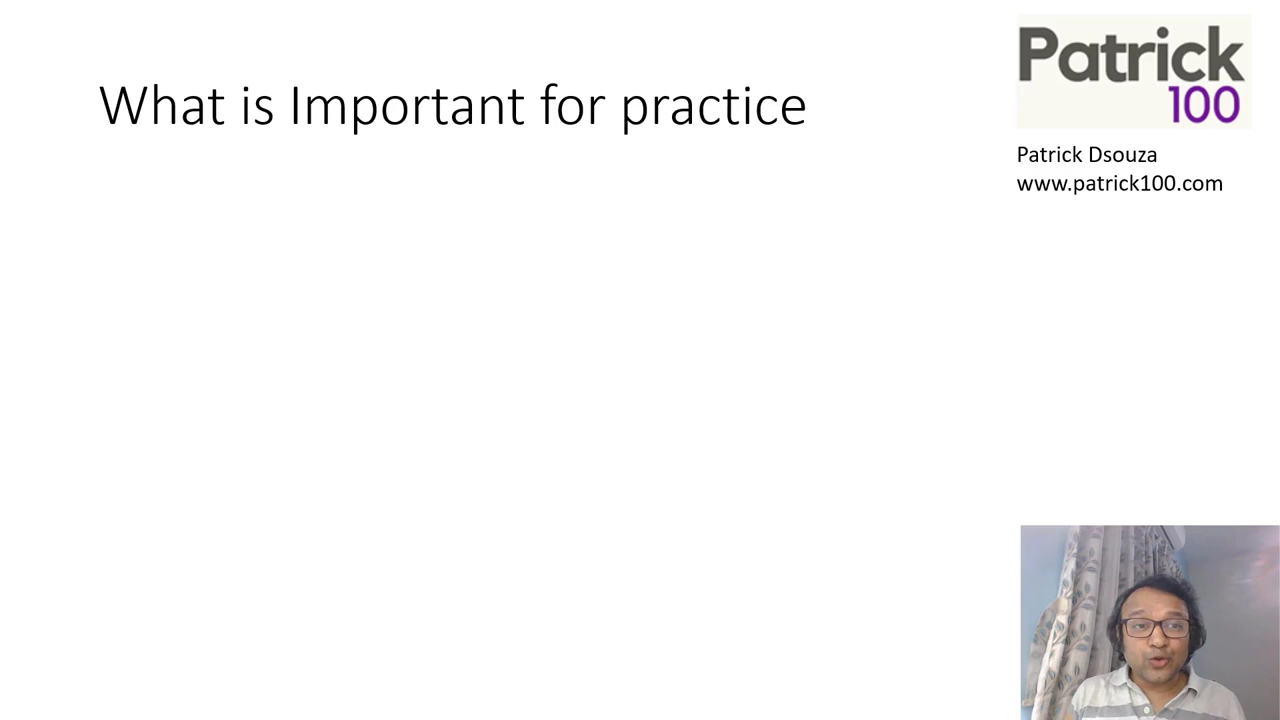 What is Important for practice
Patrick
100
Patrick Dsouza
www.patrick100.com